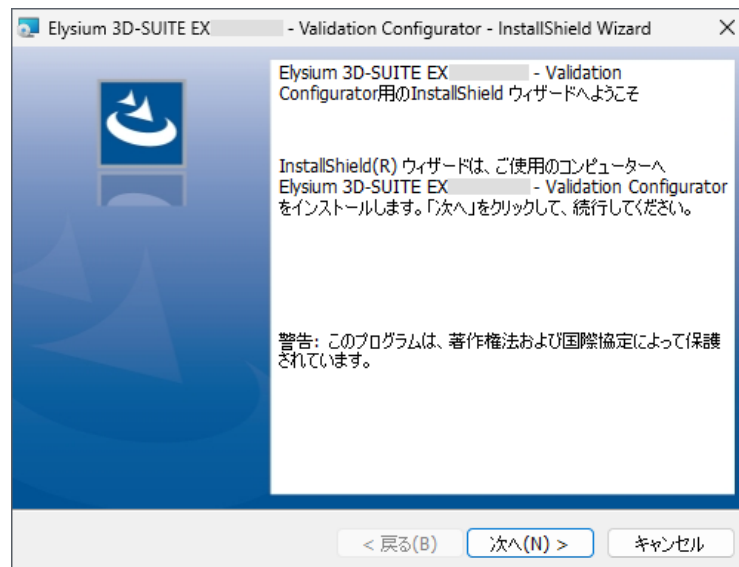 Elysium 3D-SUITE EX - Validation Configurator - InstallShield Wizard
Elysium 3D-SUITE EX - Validation
Configurator用のInstallShield ウィザードへようこそ
InstallShield(R) ウィザードは、ご使用のコンピューターへ
Elysium 3D-SUITE EX - Validation Configurator
をインストールします。「次へ」をクリックして、続行してください。
警告: このプログラムは、著作権法および国際協定によって保護
されています。
< 戻る(B)
次へ(N) >
キャンセル